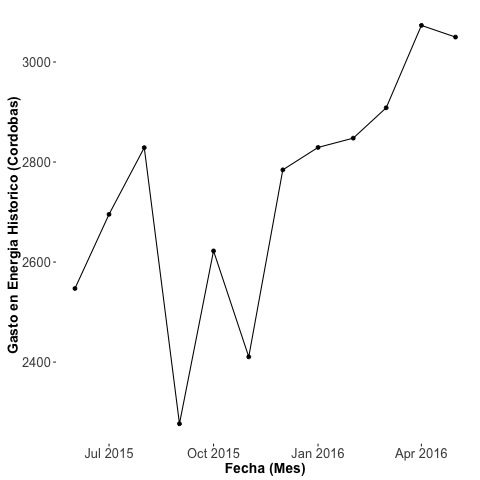 Gasto en Energia Historico (Cordobas)
3000
2800
2600
2400
Jul 2015 Oct 2015 Jan 2016 Apr 2016
Fecha (Mes)